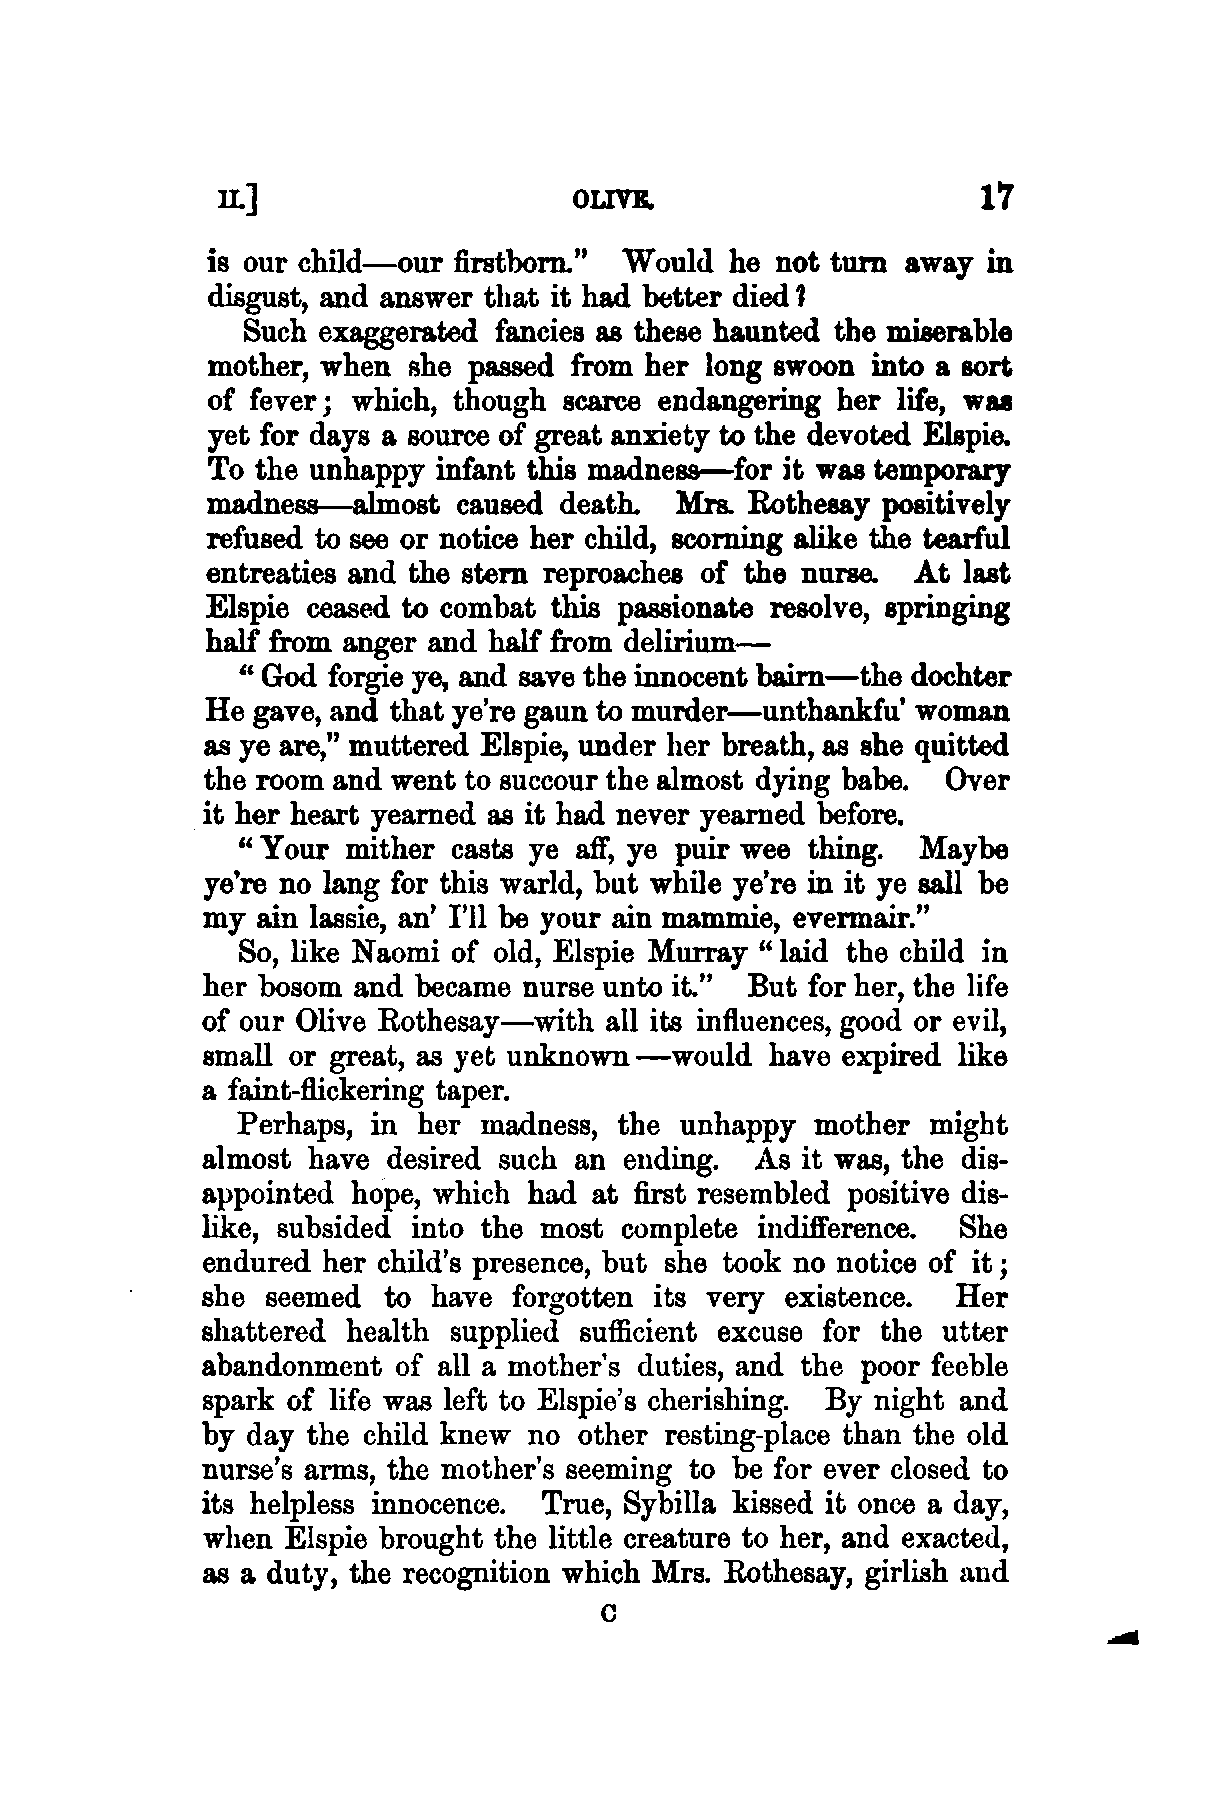 II.] OLIVE. 17
is our child—our firstborn." Would he not turn away in
disgust, and answer that it had better died?
Such exaggerated fancies as these haunted the miserable
mother, when she passed from her long swoon into a sort
of fever; which, though scarce endangering her life, was
yet for days a source of great anxiety to the devoted Elspie.
To the unhappy infant this madness—for it was temporary
madness—almost caused death. Mrs. Rothesay positively
refused to see or notice her child, scorning alike the tearful
entreaties and the stern reproaches of the nurse. At last
Elspie ceased to combat this passionate resolve, springing
half from anger and half from delirium—
"God forgie ye, and save the innocent bairn—the dochter
He gave, and that ye're gaun to murder—unthankfu' woman
as ye are," muttered Elspie, under her breath, as she quitted
the room and went to succour the almost dying babe. Over
it her heart yearned as it had never yearned before.
"Your mither casts ye aff, ye puir wee thing. Maybe
ye're no lang for this warld, but while ye're in it ye sall be
my ain lassie, an' I'll be your ain mammie, evermair."
So, like Naomi of old, Elspie Murray "laid the child in
her bosom and became nurse unto it." But for her, the life
of our Olive Rothesay—with all its influences, good or evil,
small or great, as yet unknown—would have expired like
a faint-flickering taper.
Perhaps, in her madness, the unhappy mother might
almost have desired such an ending. As it was, the dis-
appointed hope, which had at first resembled positive dis-
like, subsided into the most complete indifference. She
endured her child's presence, but she took no notice of it;
she seemed to have forgotten its very existence. Her
shattered health supplied sufficient excuse for the utter
abandonment of all a mother's duties, and the poor feeble
spark of life was left to Elspie's cherishing. By night and
by day the child knew no other resting-place than the old
nurse's arms, the mother's seeming to be for ever closed to
its helpless innocence. True, Sybilla kissed it once a day,
when Elspie brought the little creature to her, and exacted,
as a duty, the recognition which Mrs. Rothesay, girlish and
C